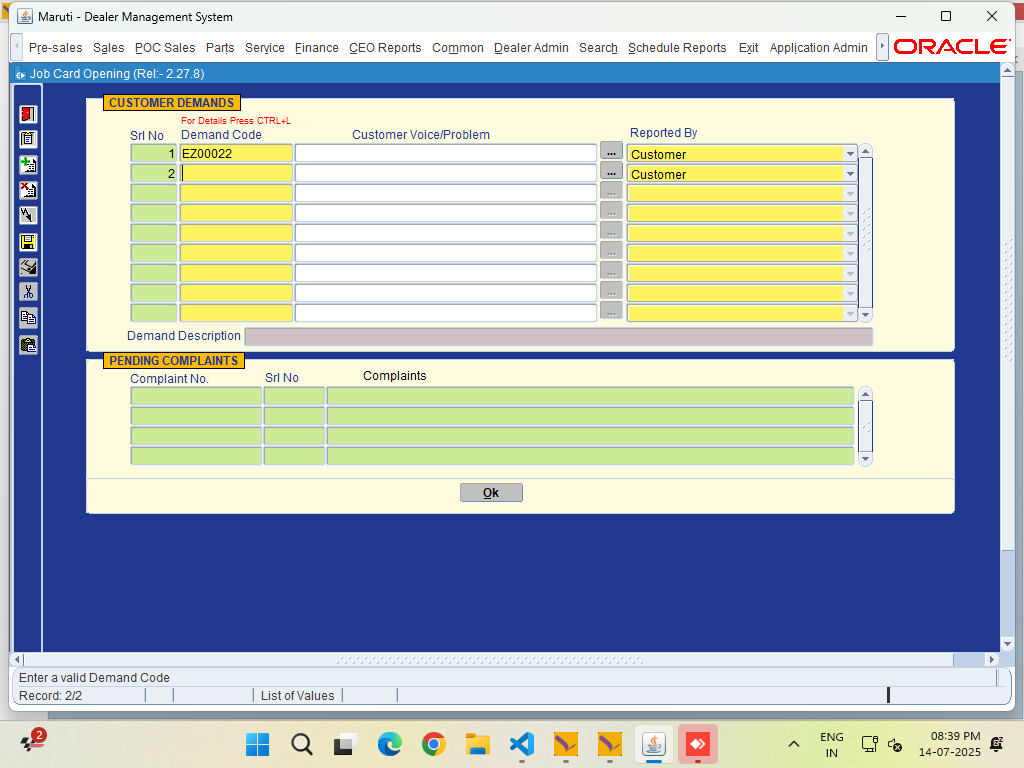 Maruti - Dealer Management System
Pre-sales Sales POC Sales Parts Service Finance CEO Reports Common Dealer Admin Search Schedule Reports Exit Application Admin ORACLE
Job Card Opening (Rel:- 2.27.8)
CUSTOMER DEMANDS
For Details Press CTRL+L
Srl No Demand Code Customer Voice/Problem Reported By
1 EZ00022 ... Customer
2 ... Customer
...
...
...
...
...
...
...
Demand Description
PENDING COMPLAINTS
Complaint No. Srl No Complaints
Ok
Enter a valid Demand Code
Record: 2/2 List of Values
2
ENG
IN
08:39 PM
14-07-2025